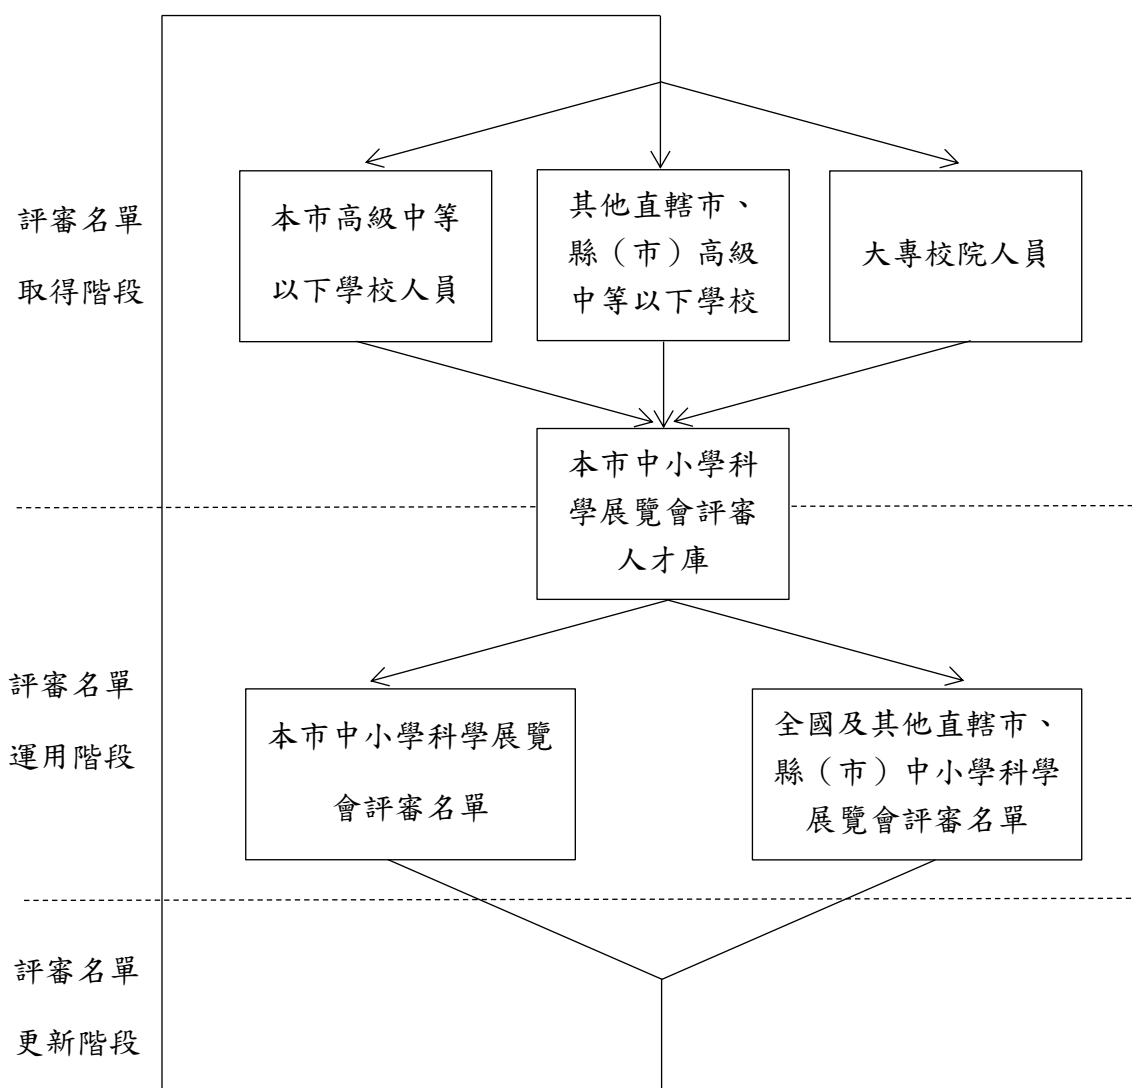 評審名單
取得階段
本市高級中等
以下學校人員
其他直轄市、
縣（市）高級
中等以下學校
大專校院人員
本市中小學科
學展覽會評審
人才庫
評審名單
運用階段
本市中小學科學展覽
會評審名單
全國及其他直轄市、
縣（市）中小學科學
展覽會評審名單
評審名單
更新階段